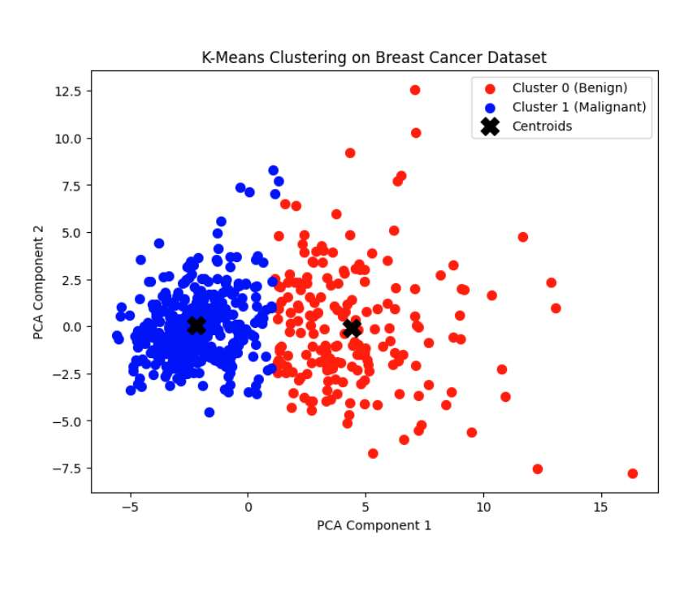 K-Means Clustering on Breast Cancer Dataset
Cluster 0 (Benign)
Cluster 1 (Malignant)
Centroids
12.5
10.0
7.5
5.0
2.5
0.0
−2.5
−5.0
−7.5
PCA Component 2
−5
0
5
10
15
PCA Component 1